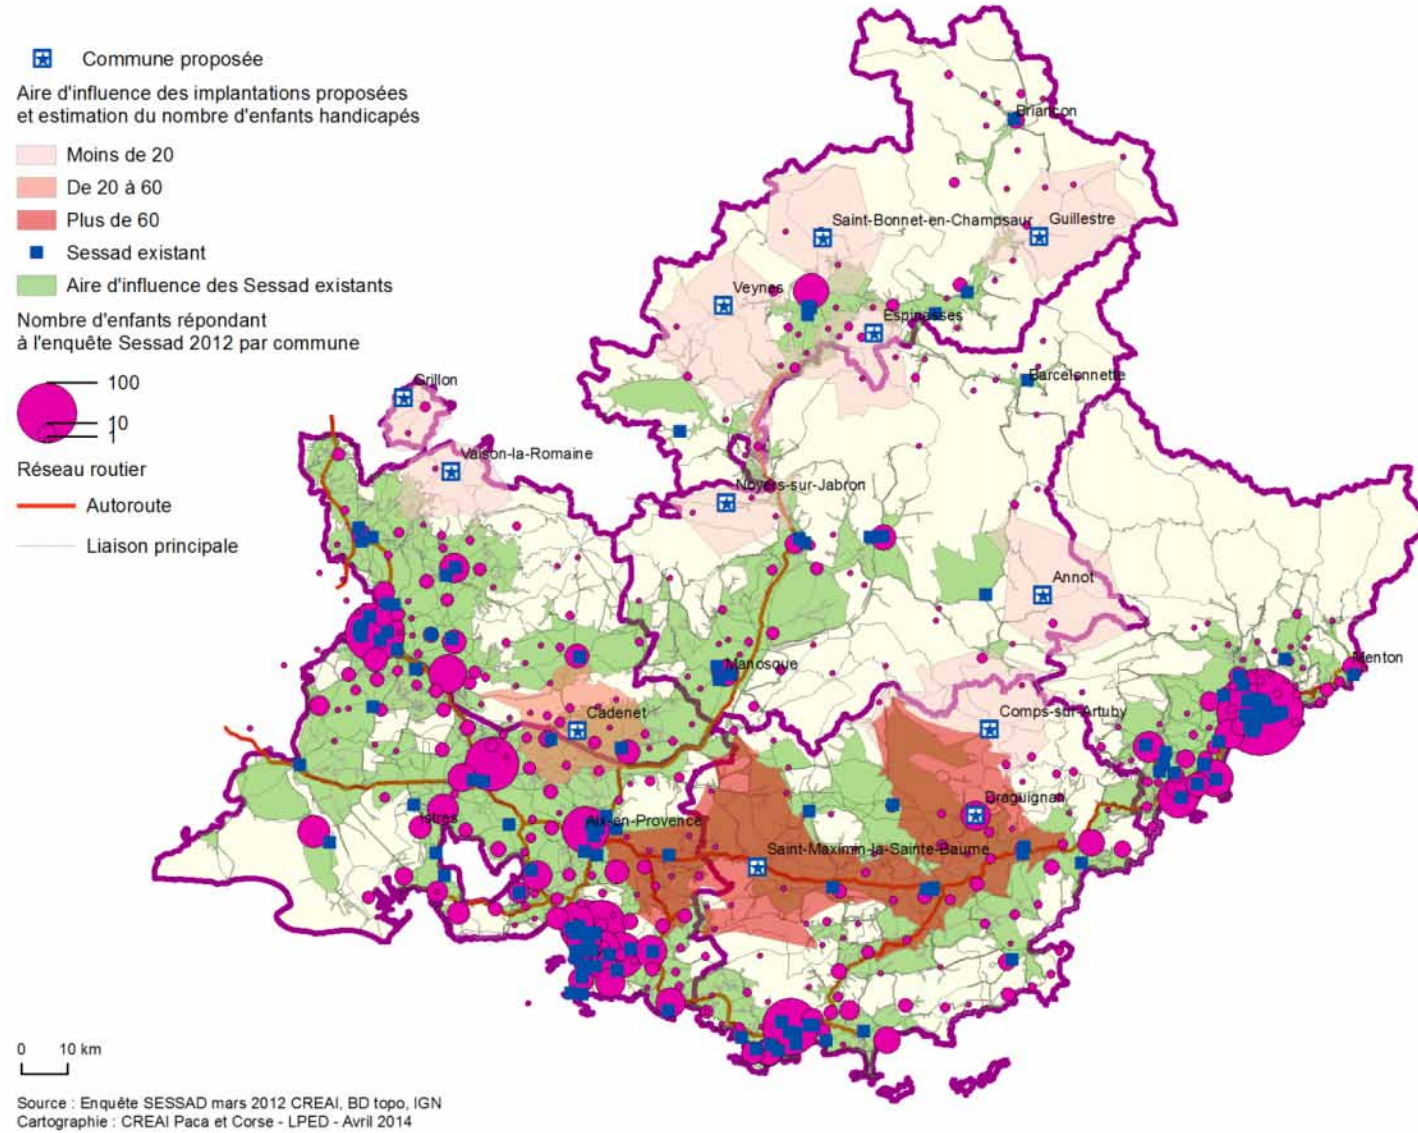 Commune proposée
Aire d'influence des implantations proposées
et estimation du nombre d'enfants handicapés
Moins de 20
De 20 à 60
Plus de 60
Sessad existant
Aire d'influence des Sessad existants
Nombre d'enfants répondant
à l'enquête Sessad 2012 par commune
100
10
1
Réseau routier
Autoroute
Liaison principale
Briançon
Saint-Bonnet-en-Champsaur
Guillestre
Veynes
Espinasses
Barcelonnette
Grillon
Vaison-la-Romaine
Noyers-sur-Jabron
Annot
Manosque
Menton
Cadenet
Comps-sur-Artuby
Draguignan
Istres
Aix-en-Provence
Saint-Maximin-la-Sainte-Baume
0 10 km
Source : Enquête SESSAD mars 2012 CREAI, BD topo, IGN
Cartographie : CREAI Paca et Corse - LPED - Avril 2014